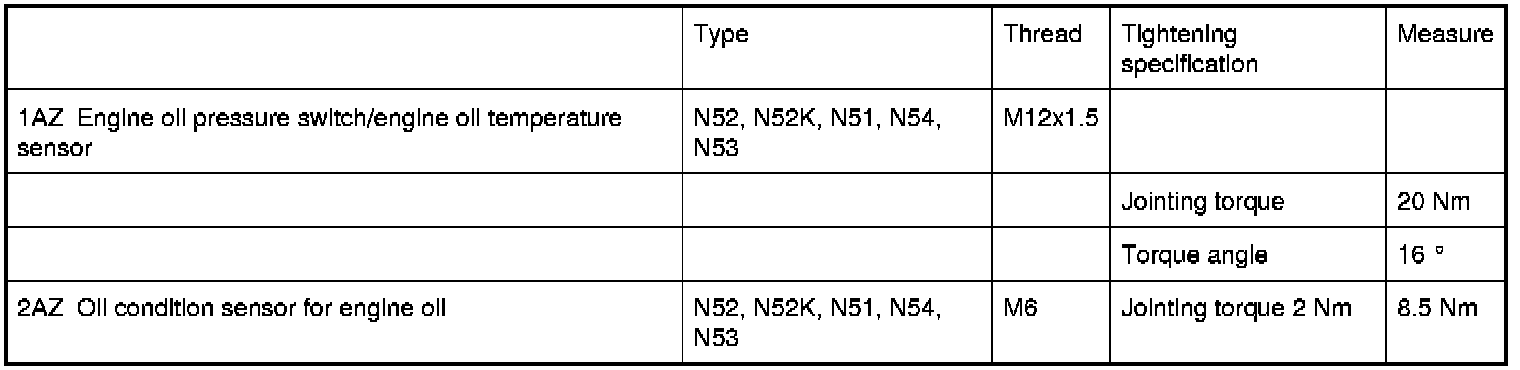 Type Thread Tightening specification Measure
1AZ Engine oil pressure switch/engine oil temperature sensor N52, N52K, N51, N54, N53 M12x1.5
Jointing torque 20 Nm
Torque angle 16 °
2AZ Oil condition sensor for engine oil N52, N52K, N51, N54, N53 M6 Jointing torque 2 Nm 8.5 Nm